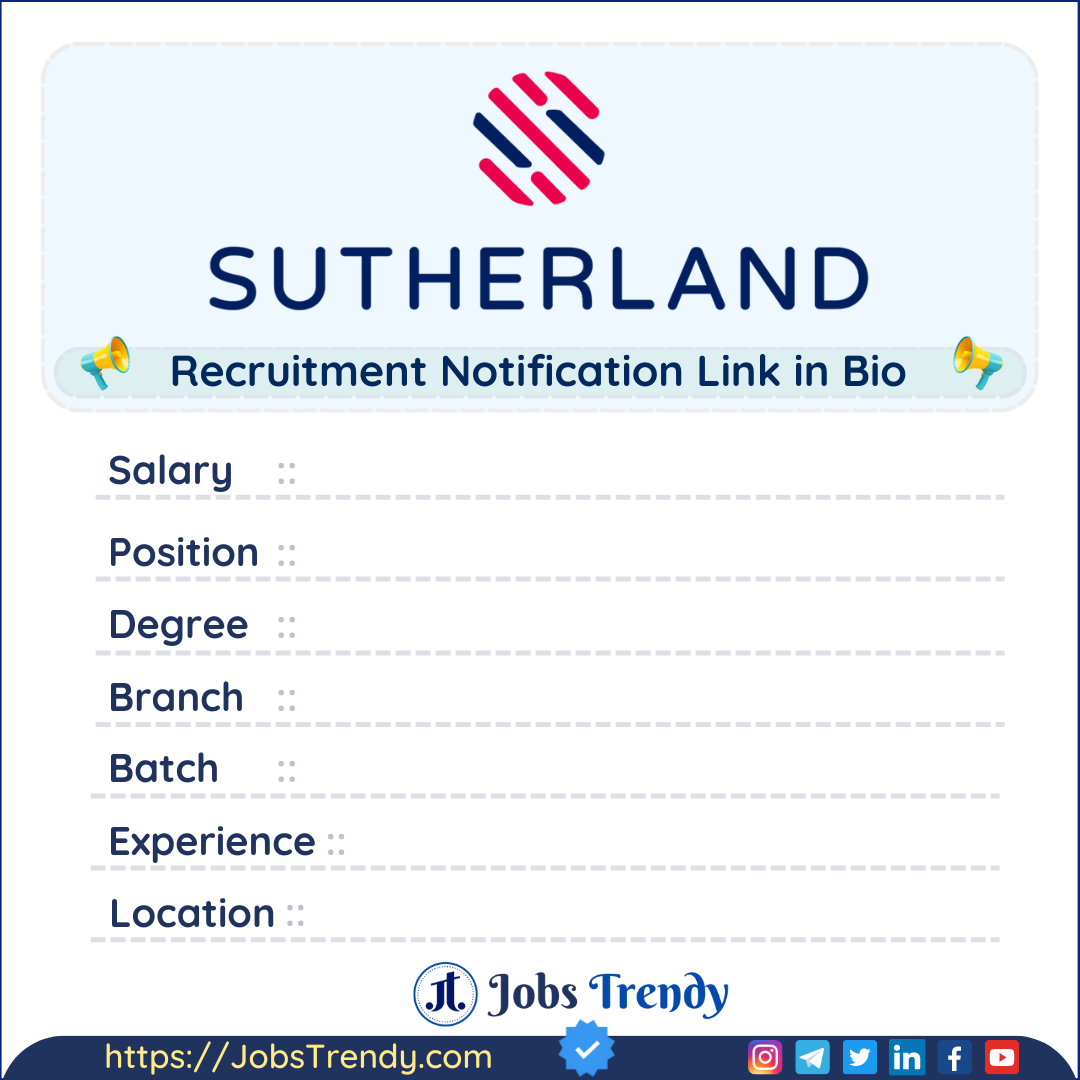 SUTHERLAND
Recruitment Notification Link in Bio
Salary ::
Position ::
Degree ::
Branch ::
Batch ::
Experience ::
Location ::
Jobs Trendy
https://JobsTrendy.com